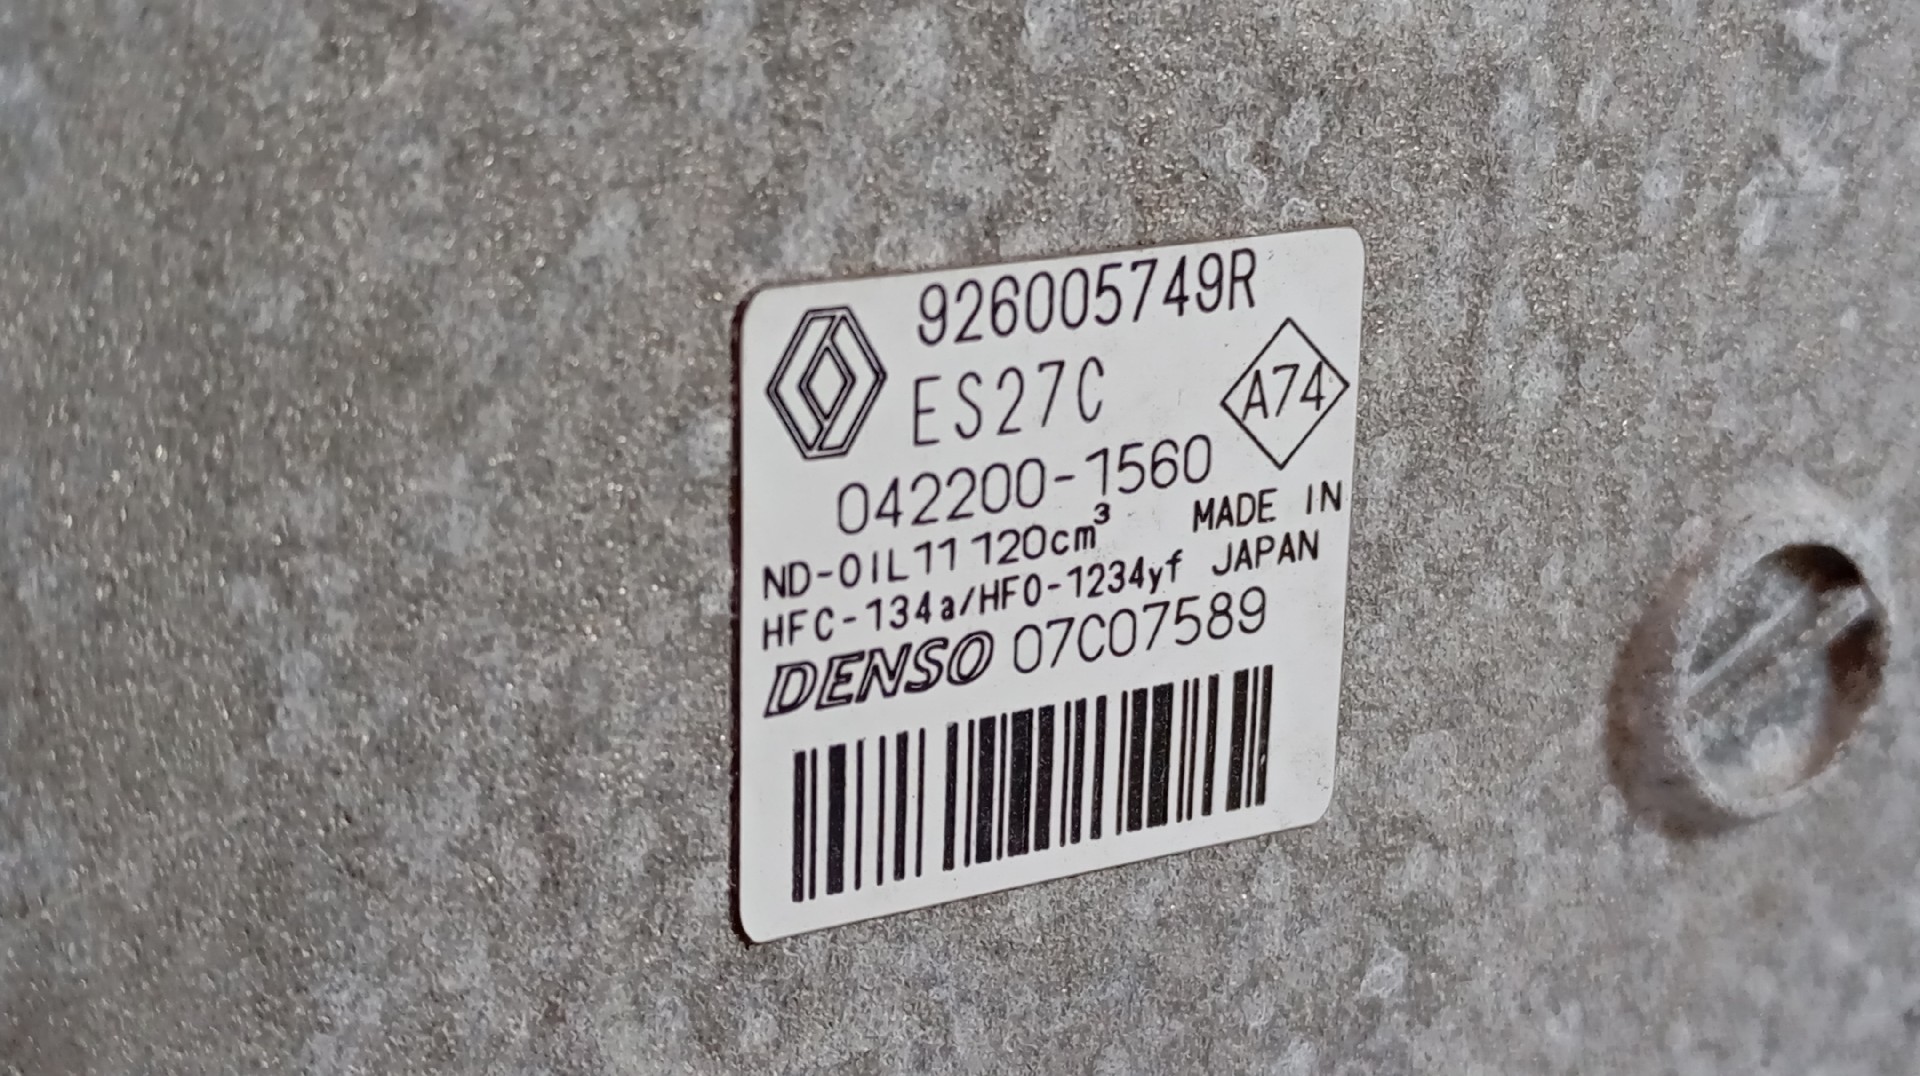 926005749R
ES27C
A74
042200-1560
ND-OIL11 120cm³ MADE IN
HFC-134a/HFO-1234yf JAPAN
DENSO 07C07589